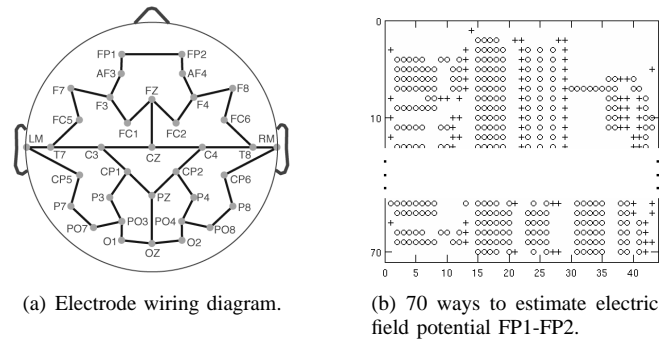 FP1 FP2
AF3 AF4
F7 F3 FZ F4 F8
FC5 FC1 FC2 FC6
LM T7 C3 CZ C4 T8 RM
CP5 CP1 CP2 CP6
P7 P3 PZ P4 P8
PO7 PO3 PO4 PO8
O1 OZ O2
(a) Electrode wiring diagram.
0
10
70
0 5 10 15 20 25 30 35 40
(b) 70 ways to estimate electric
field potential FP1-FP2.